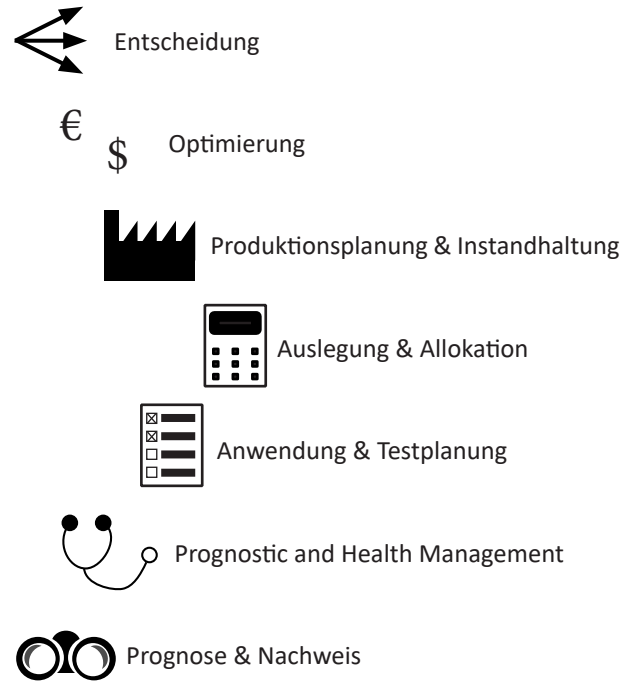 Entscheidung
€
$ Optimierung
Produktionsplanung & Instandhaltung
Auslegung & Allokation
Anwendung & Testplanung
Prognostic and Health Management
Prognose & Nachweis